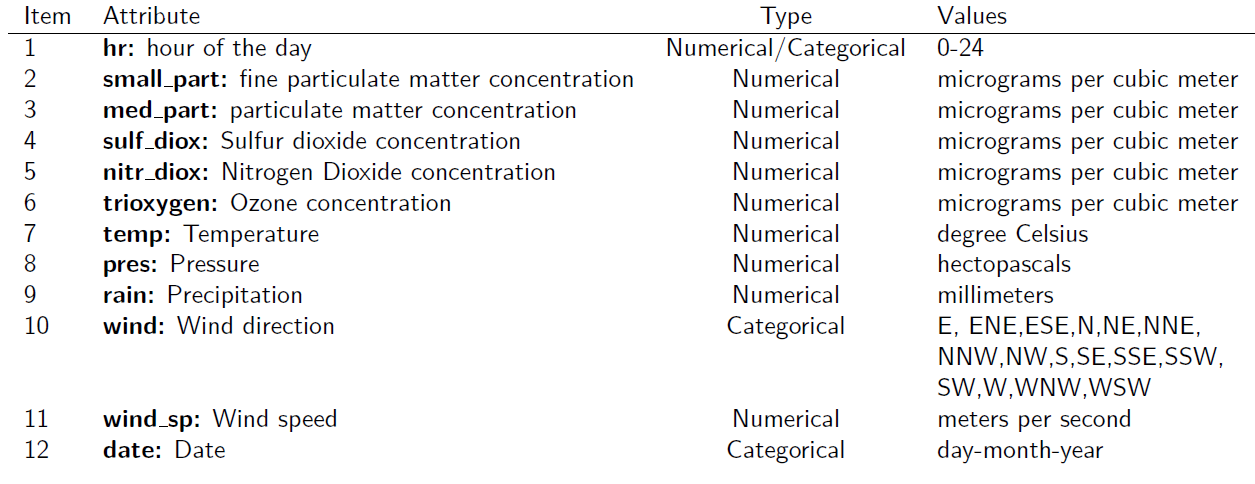 Item Attribute Type Values
1 hr: hour of the day Numerical/Categorical 0-24
2 small_part: fine particulate matter concentration Numerical micrograms per cubic meter
3 med_part: particulate matter concentration Numerical micrograms per cubic meter
4 sulf_diox: Sulfur dioxide concentration Numerical micrograms per cubic meter
5 nitr_diox: Nitrogen Dioxide concentration Numerical micrograms per cubic meter
6 trioxygen: Ozone concentration Numerical micrograms per cubic meter
7 temp: Temperature Numerical degree Celsius
8 pres: Pressure Numerical hectopascals
9 rain: Precipitation Numerical millimeters
10 wind: Wind direction Categorical E, ENE,ESE,N,NE,NNE,
NNW,NW,S,SE,SSE,SSW,
SW,W,WNW,WSW
11 wind_sp: Wind speed Numerical meters per second
12 date: Date Categorical day-month-year